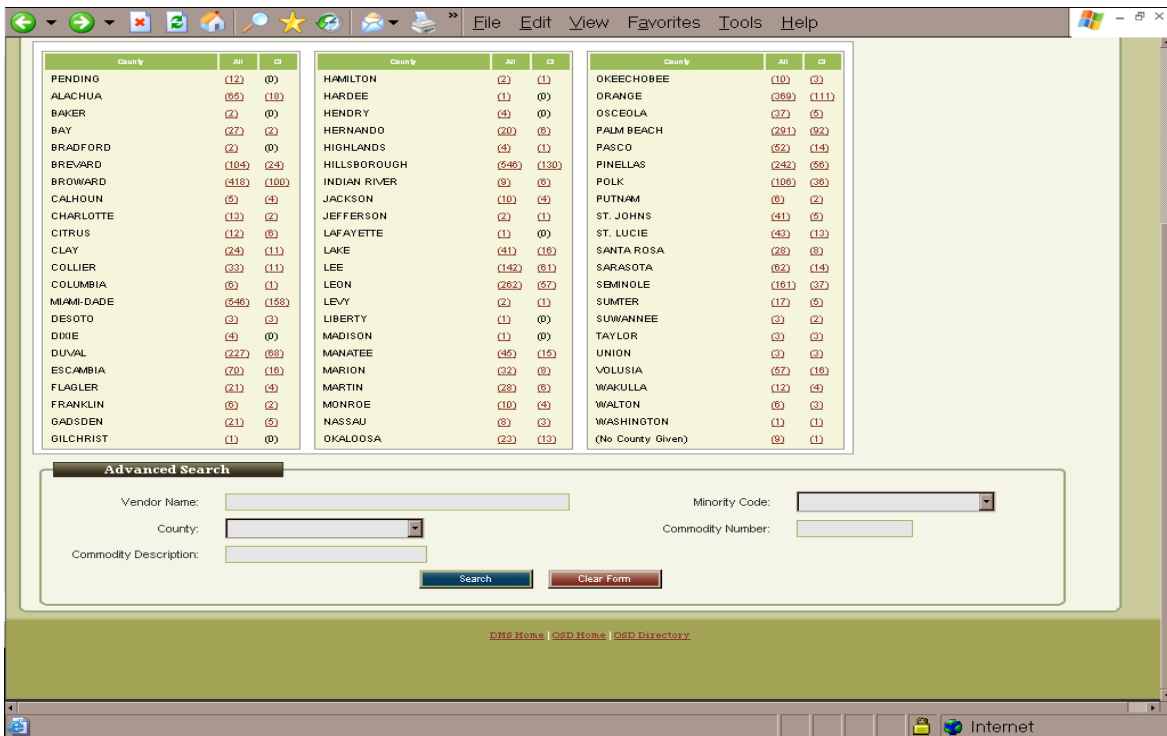 » File Edit View Favorites Tools Help
County All CI
PENDING (12) (0)
ALACHUA (65) (18)
BAKER (2) (0)
BAY (27) (2)
BRADFORD (2) (0)
BREVARD (104) (24)
BROWARD (418) (100)
CALHOUN (5) (4)
CHARLOTTE (13) (2)
CITRUS (12) (6)
CLAY (24) (11)
COLLIER (33) (11)
COLUMBIA (6) (1)
MIAMI-DADE (546) (158)
DESOTO (3) (3)
DIXIE (4) (0)
DUVAL (227) (68)
ESCAMBIA (70) (16)
FLAGLER (21) (4)
FRANKLIN (6) (2)
GADSDEN (21) (5)
GILCHRIST (1) (0)
County All CI
HAMILTON (2) (1)
HARDEE (1) (0)
HENDRY (4) (0)
HERNANDO (20) (6)
HIGHLANDS (4) (1)
HILLSBOROUGH (546) (130)
INDIAN RIVER (9) (6)
JACKSON (10) (4)
JEFFERSON (2) (1)
LAFAYETTE (1) (0)
LAKE (41) (16)
LEE (142) (61)
LEON (262) (57)
LEVY (2) (1)
LIBERTY (1) (0)
MADISON (1) (0)
MANATEE (45) (15)
MARION (32) (8)
MARTIN (28) (6)
MONROE (10) (4)
NASSAU (8) (3)
OKALOOSA (23) (13)
County All CI
OKEECHOBEE (10) (3)
ORANGE (369) (111)
OSCEOLA (37) (5)
PALM BEACH (291) (92)
PASCO (52) (14)
PINELLAS (242) (56)
POLK (106) (36)
PUTNAM (6) (2)
ST. JOHNS (41) (5)
ST. LUCIE (43) (13)
SANTA ROSA (28) (8)
SARASOTA (62) (14)
SEMINOLE (161) (37)
SUMTER (17) (5)
SUWANNEE (3) (2)
TAYLOR (3) (3)
UNION (3) (3)
VOLUSIA (57) (16)
WAKULLA (12) (4)
WALTON (6) (3)
WASHINGTON (1) (1)
(No County Given) (9) (1)
Advanced Search
Vendor Name: Minority Code:
County: Commodity Number:
Commodity Description:
Search Clear Form
DMS Home | OSD Home | OSD Directory
Internet